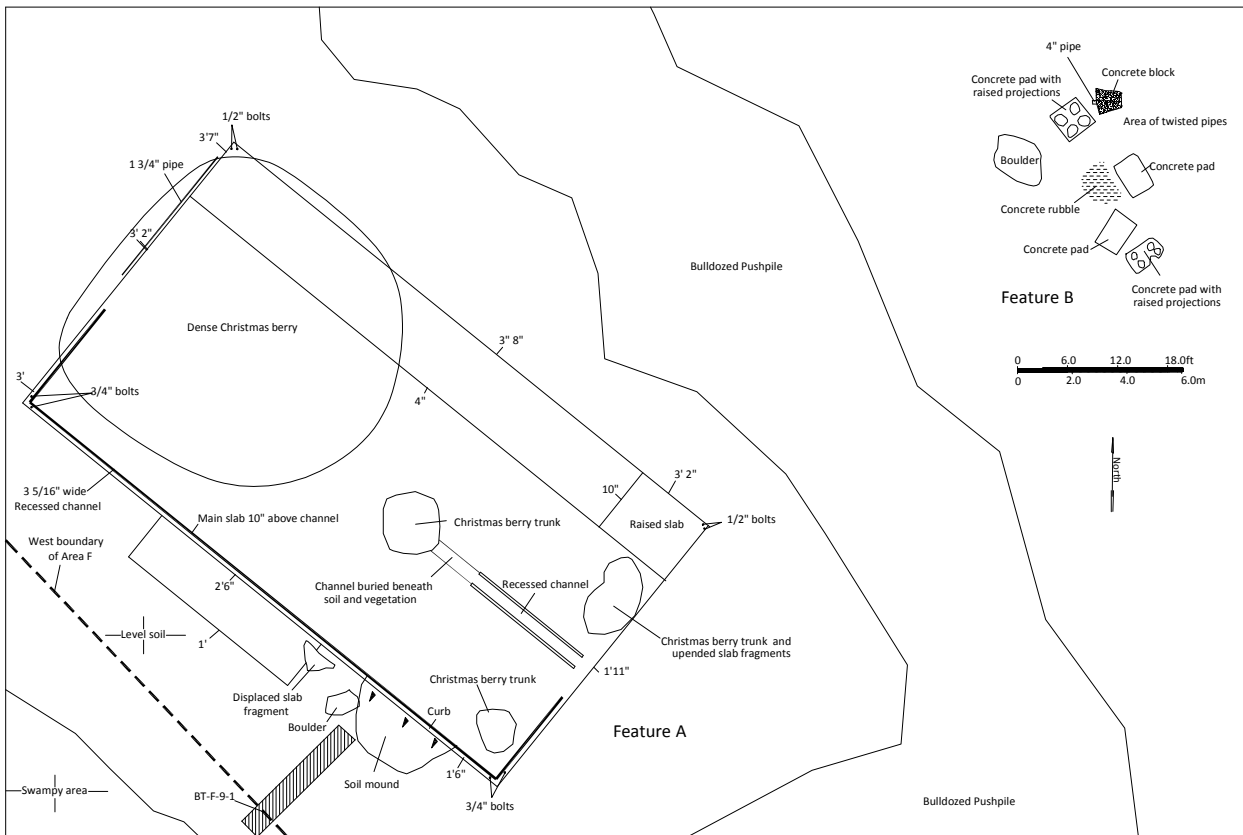 1/2" bolts
3'7"
1 3/4" pipe
3' 2"
Dense Christmas berry
3'
3/4" bolts
3 5/16" wide
Recessed channel
Main slab 10" above channel
West boundary
of Area F
2'6"
Level soil
1'
Displaced slab
fragment
Boulder
Swampy area
BT-F-9-1
Soil mound
Curb
1'6"
3/4" bolts
Christmas berry trunk
Christmas berry trunk
Channel buried beneath
soil and vegetation
Recessed channel
4"
3" 8"
10"
3' 2"
Raised slab
1/2" bolts
Christmas berry trunk and
upended slab fragments
1'11"
Feature A
Bulldozed Pushpile
Bulldozed Pushpile
4" pipe
Concrete pad with
raised projections
Concrete block
Area of twisted pipes
Boulder
Concrete pad
Concrete rubble
Concrete pad
Concrete pad with
raised projections
Feature B
0 6.0 12.0 18.0ft
0 2.0 4.0 6.0m
North